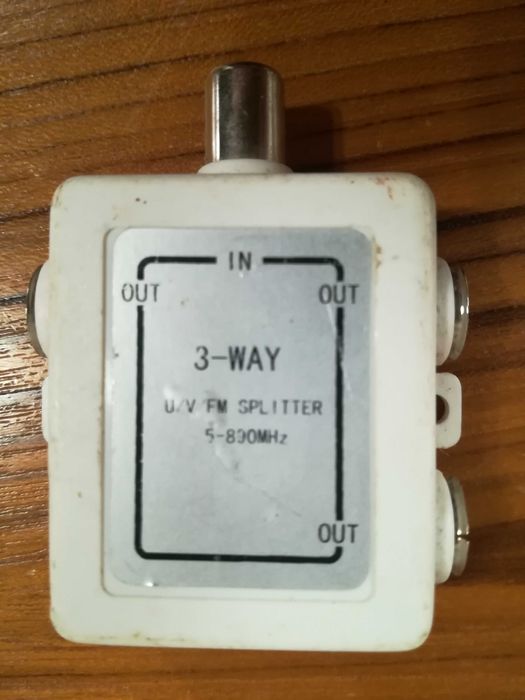 IN
OUT OUT
3-WAY
U/V FM SPLITTER
5-890MHz
OUT